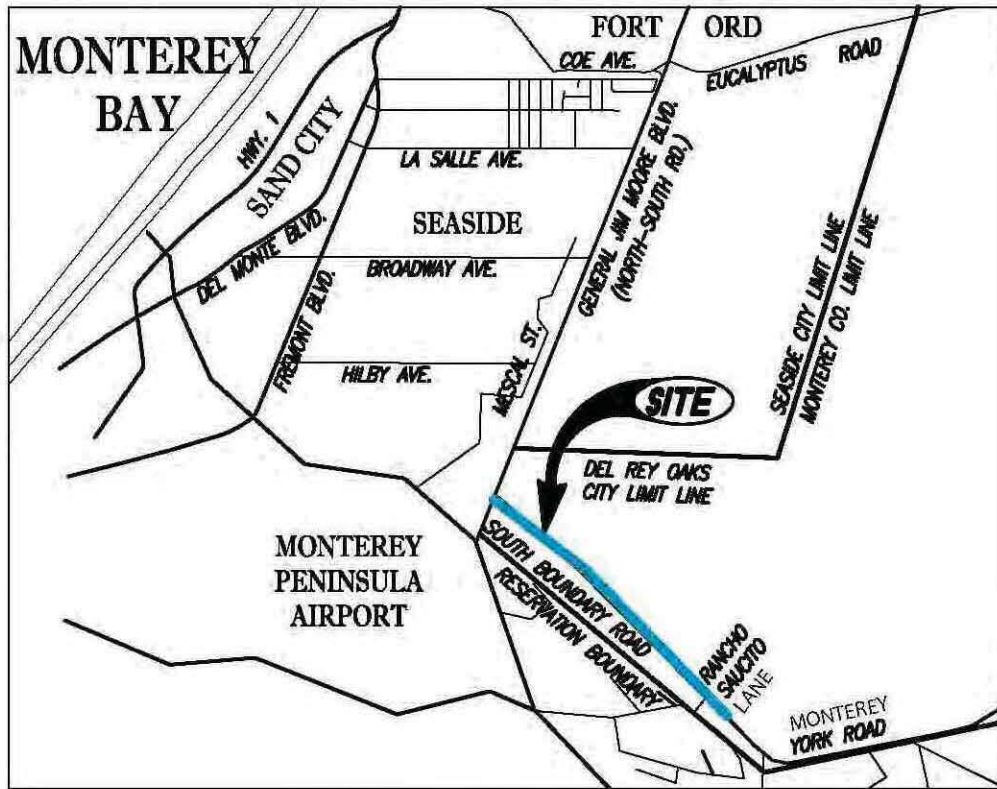 MONTEREY
BAY
FORT ORD
COE AVE.
EUCALYPTUS ROAD
HWY. 1
SAND CITY
LA SALLE AVE.
SEASIDE
DEL MONTE BLVD.
BROADWAY AVE.
FREMONT BLVD.
GENERAL JIM MOORE BLVD.
(NORTH-SOUTH RD.)
SEASIDE CITY LIMIT LINE
MONTEREY CO. LIMIT LINE
HILBY AVE.
MESCAL ST.
SITE
DEL REY OAKS
CITY LIMIT LINE
MONTEREY
PENINSULA
AIRPORT
SOUTH BOUNDARY ROAD
RESERVATION BOUNDARY
RANCHO
SAUCITO
LANE
MONTEREY
YORK ROAD